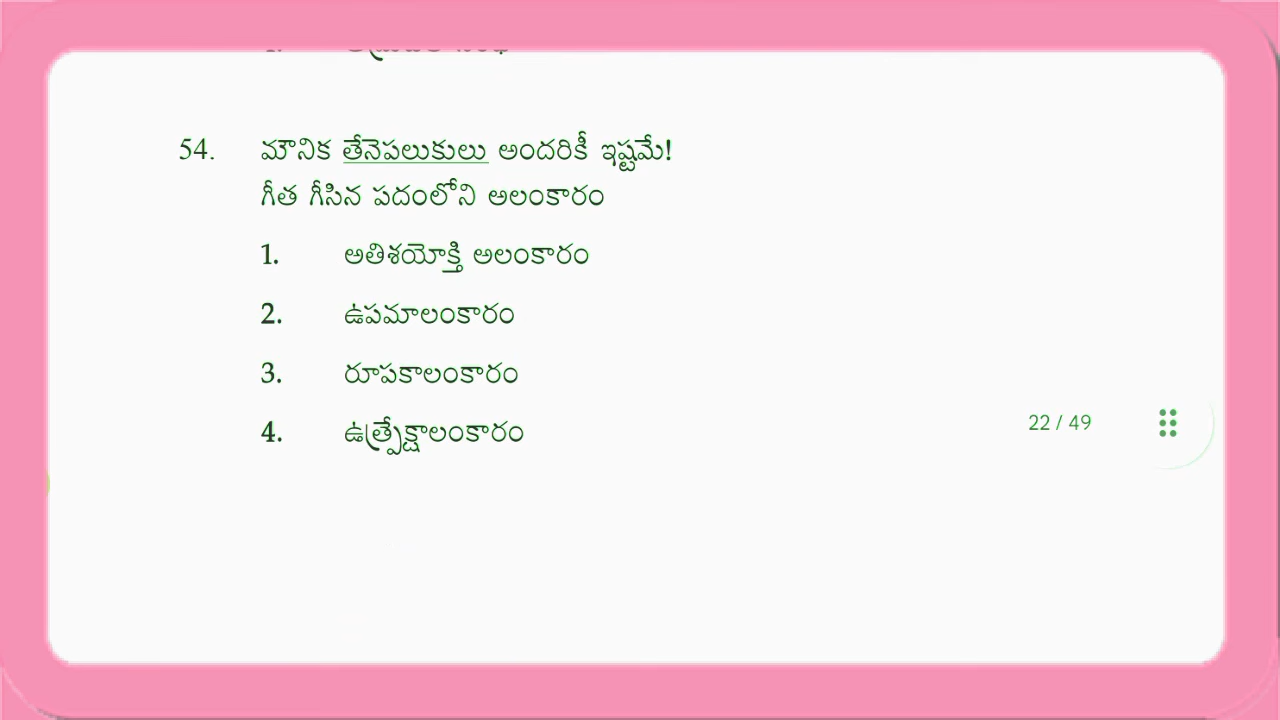 54. మౌనిక తేనెపలుకులు అందరికీ ఇష్టమే!
గీత గీసిన పదంలోని అలంకారం
1. అతిశయోక్తి అలంకారం
2. ఉపమాలంకారం
3. రూపకాలంకారం
22 / 49
4. ఉత్ప్రేక్షాలంకారం